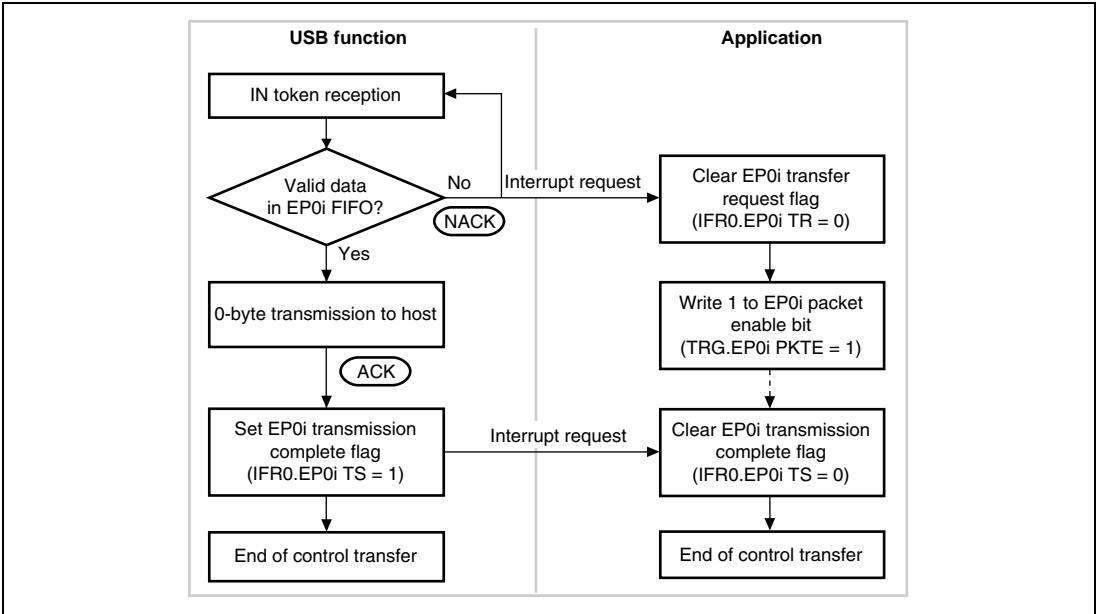 USB function
Application
IN token reception
Valid data
in EP0i FIFO?
No
NACK
Interrupt request
Clear EP0i transfer
request flag
(IFR0.EP0i TR = 0)
Yes
0-byte transmission to host
Write 1 to EP0i packet
enable bit
(TRG.EP0i PKTE = 1)
ACK
Set EP0i transmission
complete flag
(IFR0.EP0i TS = 1)
Interrupt request
Clear EP0i transmission
complete flag
(IFR0.EP0i TS = 0)
End of control transfer
End of control transfer